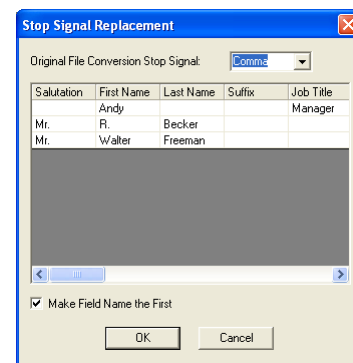 Stop Signal Replacement
Original File Conversion Stop Signal: Comma
Salutation First Name Last Name Suffix Job Title
Andy Manager
Mr. R. Becker
Mr. Walter Freeman
Make Field Name the First
OK Cancel